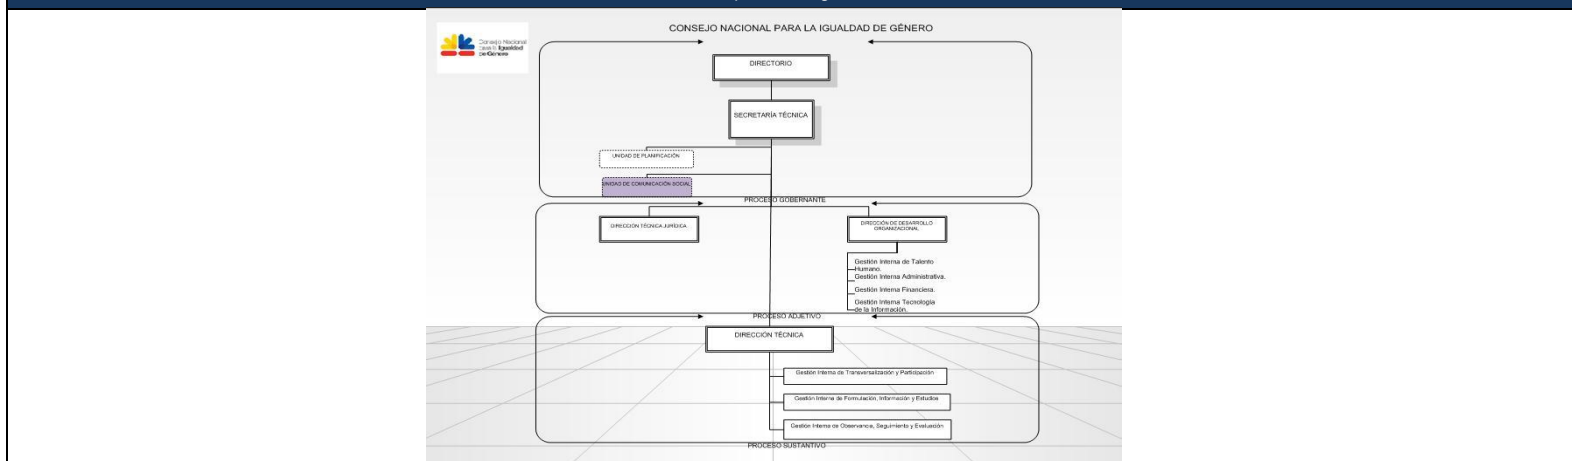 CONSEJO NACIONAL PARA LA IGUALDAD DE GÉNERO
Consejo Nacional
para la Igualdad
de Género
DIRECTORIO
SECRETARÍA TÉCNICA
UNIDAD DE PLANIFICACIÓN
UNIDAD DE COMUNICACIÓN SOCIAL
PROCESO GOBERNANTE
DIRECCIÓN TÉCNICA JURÍDICA
DIRECCIÓN DE DESARROLLO
ORGANIZACIONAL
Gestión Interna de Talento
Humano.
Gestión Interna Administrativa.
Gestión Interna Financiera.
Gestión Interna Tecnología
de la Información.
PROCESO ADJETIVO
DIRECCIÓN TÉCNICA
Gestión Interna de Transversalización y Participación
Gestión Interna de Formulación, Información y Estudios
Gestión Interna de Observancia, Seguimiento y Evaluación
PROCESO SUSTANTIVO